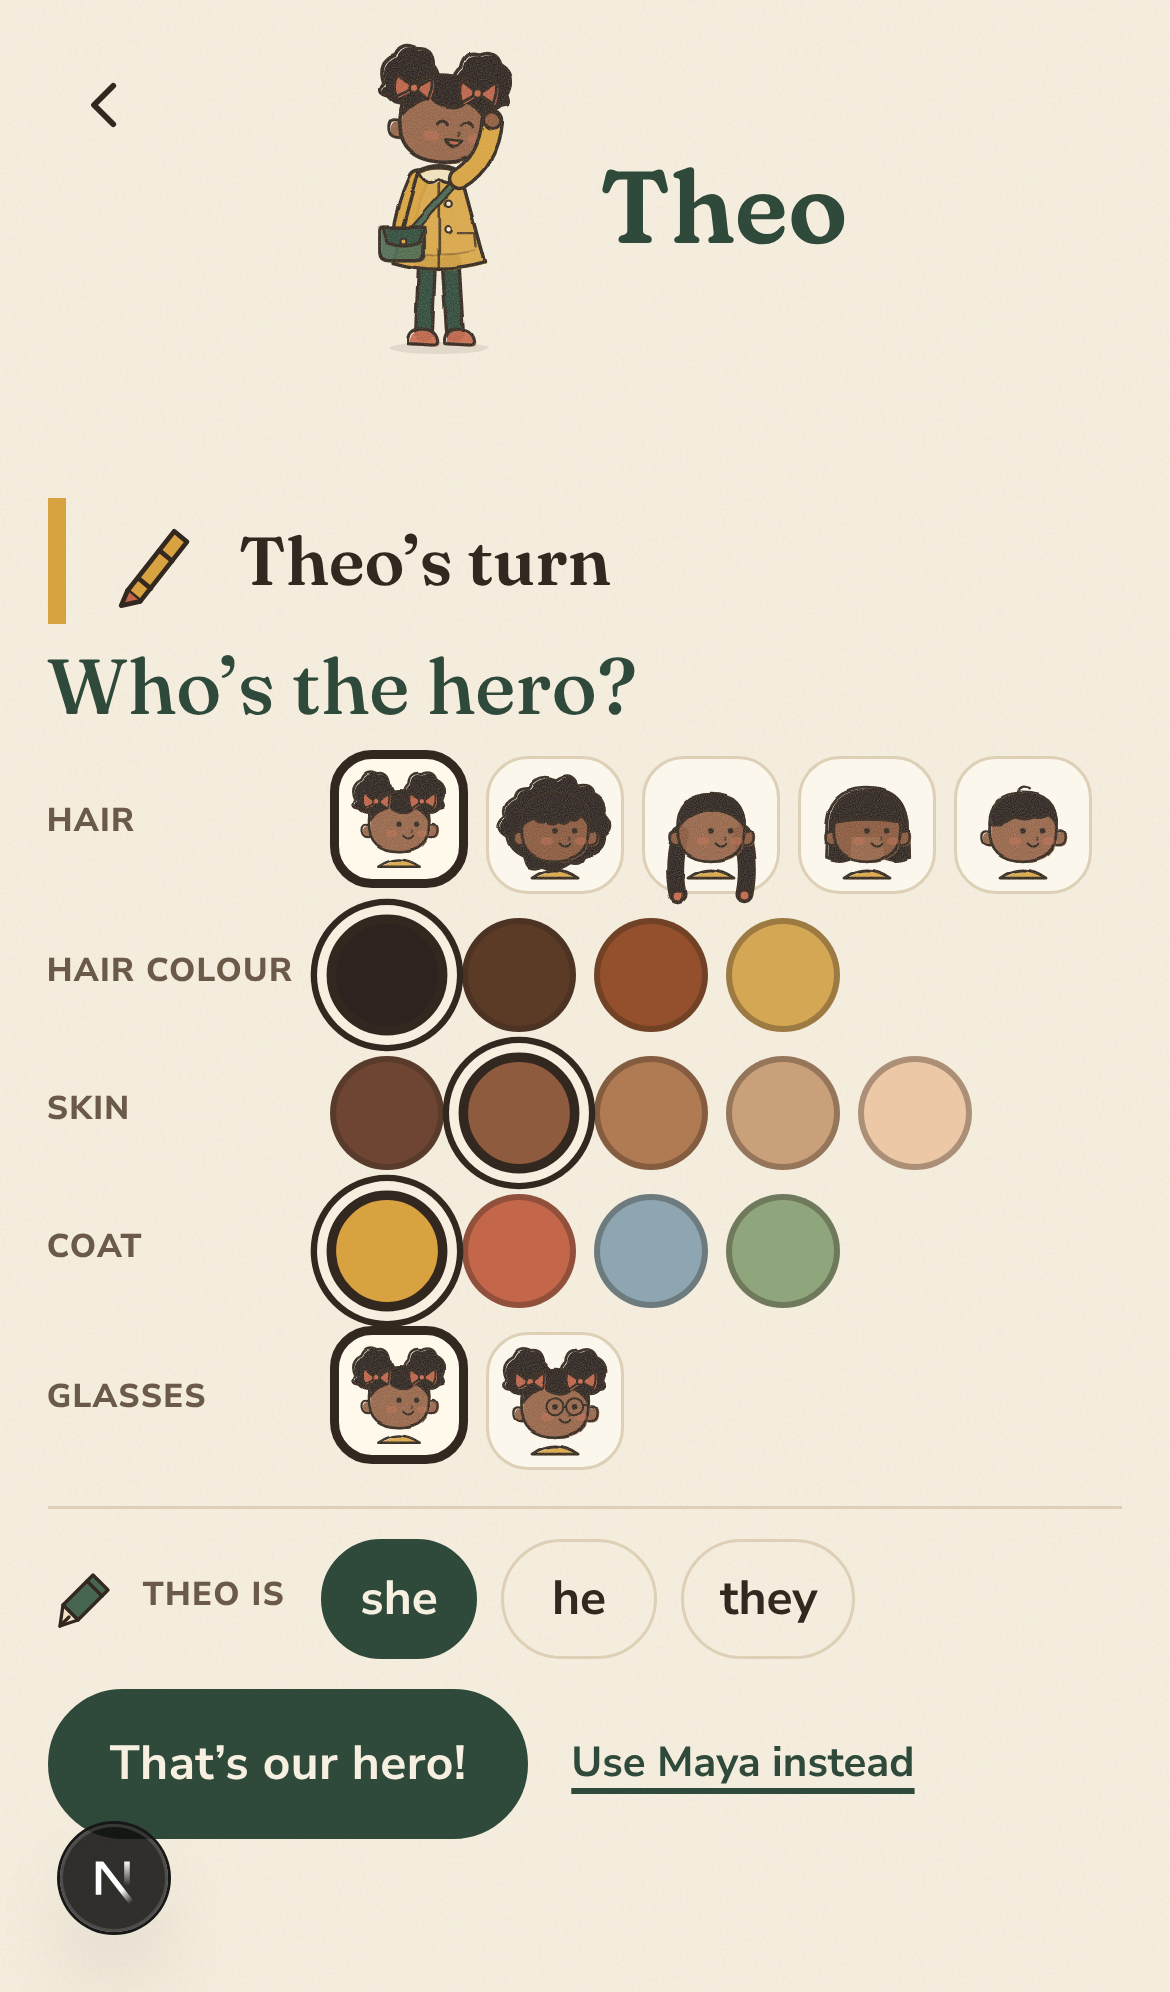 Theo
Theo’s turn
Who’s the hero?
HAIR
HAIR COLOUR
SKIN
COAT
GLASSES
THEO IS she he they
That’s our hero! Use Maya instead
N